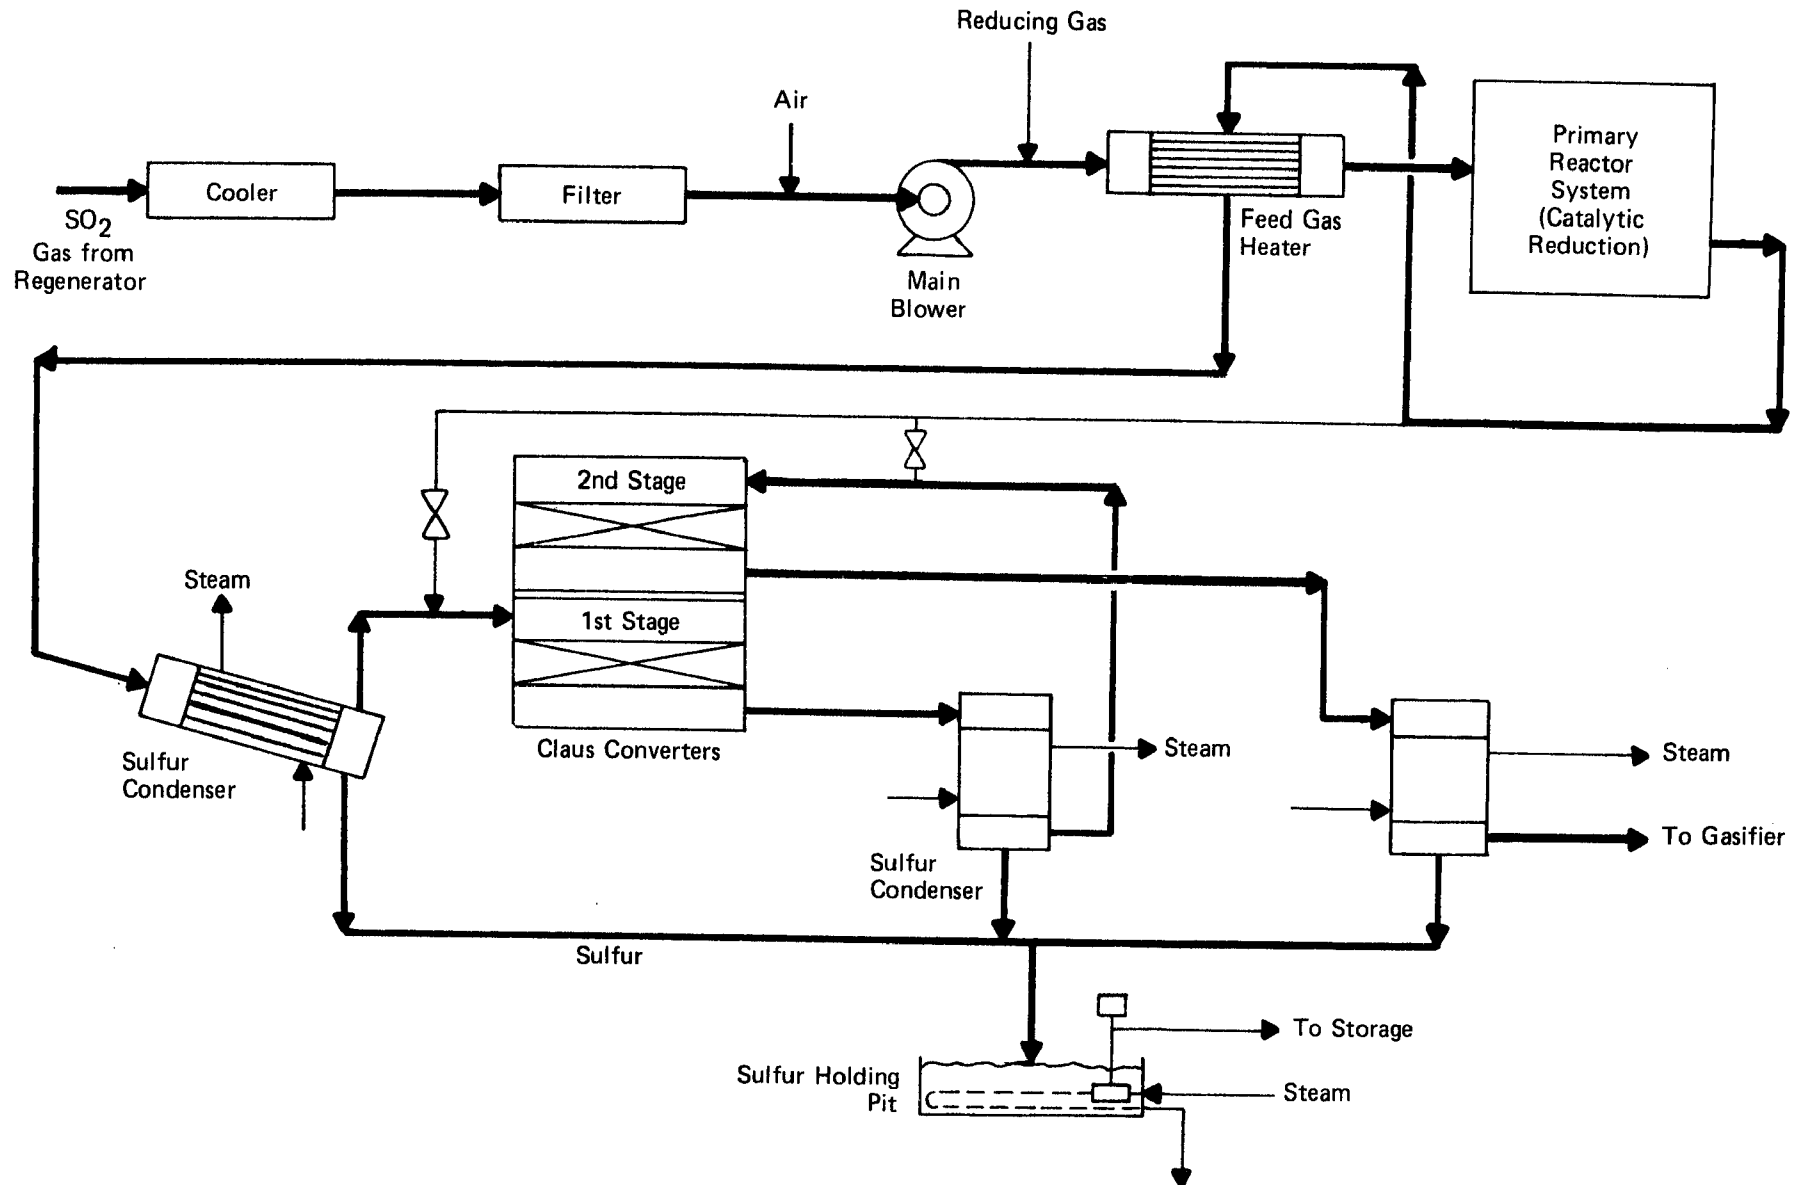 Reducing Gas
Air
Cooler
Filter
SO2
Gas from
Regenerator
Main
Blower
Feed Gas
Heater
Primary
Reactor
System
(Catalytic
Reduction)
2nd Stage
1st Stage
Claus Converters
Steam
Sulfur
Condenser
Steam
Sulfur
Condenser
Steam
To Gasifier
Sulfur
To Storage
Sulfur Holding
Pit
Steam